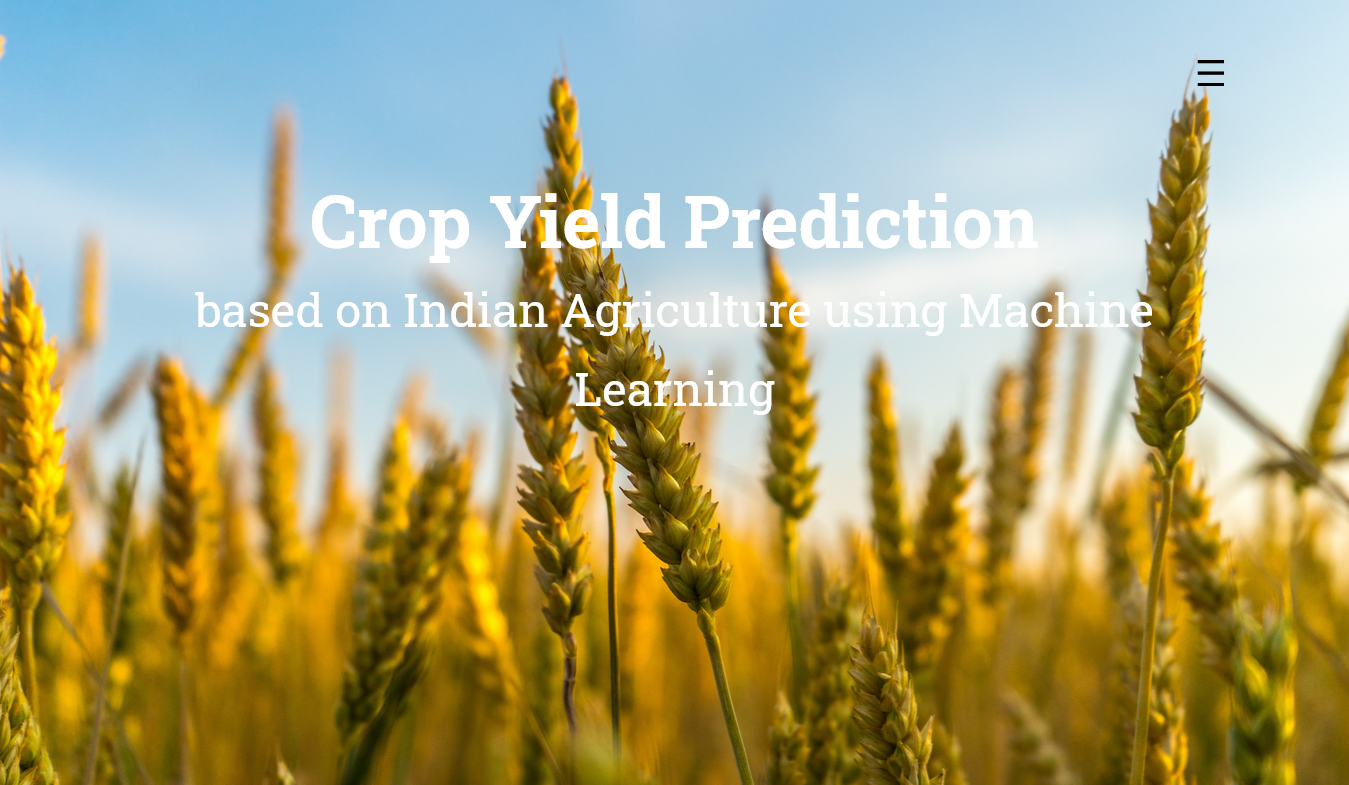 Crop Yield Prediction
based on Indian Agriculture using Machine
Learning